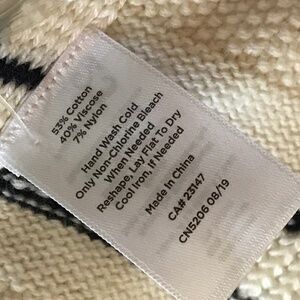 53% Cotton
40% Viscose
7% Nylon
Hand Wash Cold
Only Non-Chlorine Bleach
When Needed
Reshape, Lay Flat To Dry
Cool Iron, If Needed
Made In China
CA# 23147
CN5206 08/19